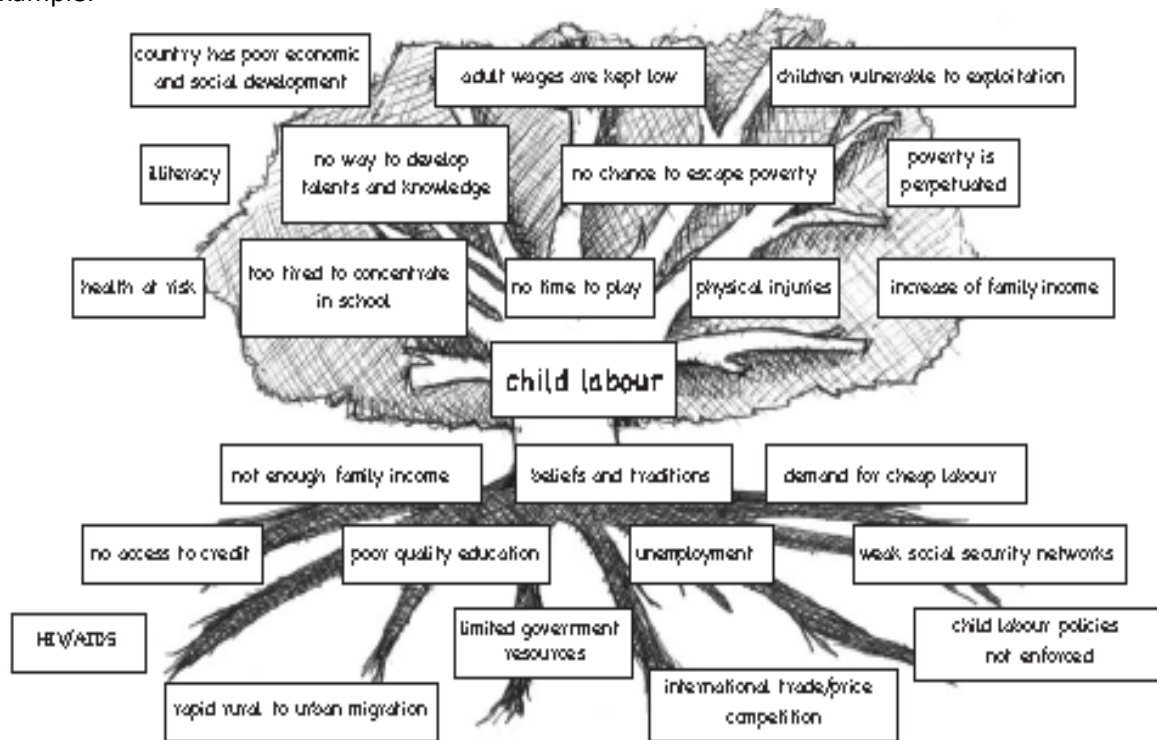 xample:
country has poor economic
and social development
adult wages are kept low
children vulnerable to exploitation
illiteracy
no way to develop
talents and knowledge
no chance to escape poverty
poverty is
perpetuated
health at risk
too tired to concentrate
in school
no time to play
physical injuries
increase of family income
child labour
not enough family income
beliefs and traditions
demand for cheap labour
no access to credit
poor quality education
unemployment
weak social security networks
HIV/AIDS
limited government
resources
child labour policies
not enforced
rapid rural to urban migration
international trade/price
competition